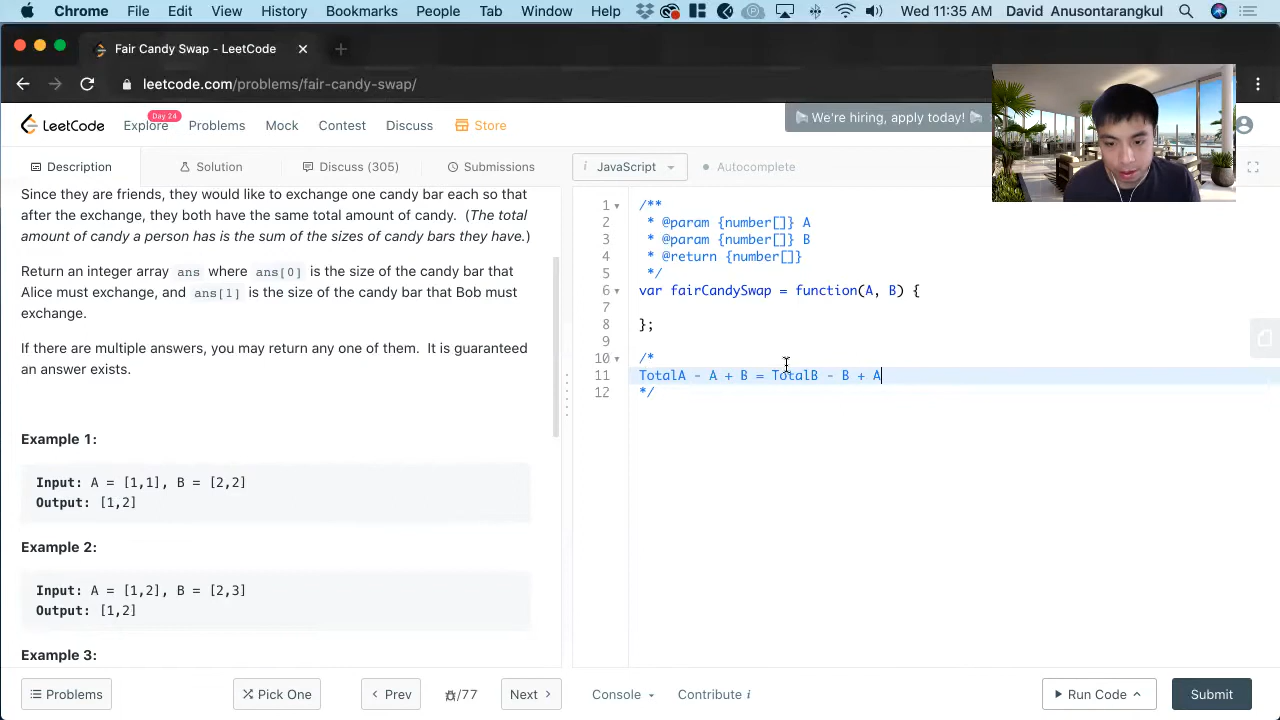 Chrome File Edit View History Bookmarks People Tab Window Help Wed 11:35 AM David Anusontarangkul
Fair Candy Swap - LeetCode
leetcode.com/problems/fair-candy-swap/
LeetCode Explore Day 24 Problems Mock Contest Discuss Store We're hiring, apply today!
Description Solution Discuss (305) Submissions i JavaScript Autocomplete
Since they are friends, they would like to exchange one candy bar each so that
after the exchange, they both have the same total amount of candy. (The total
amount of candy a person has is the sum of the sizes of candy bars they have.)
Return an integer array ans where ans[0] is the size of the candy bar that
Alice must exchange, and ans[1] is the size of the candy bar that Bob must
exchange.
If there are multiple answers, you may return any one of them. It is guaranteed
an answer exists.
Example 1:
Input: A = [1,1], B = [2,2]
Output: [1,2]
Example 2:
Input: A = [1,2], B = [2,3]
Output: [1,2]
Example 3:
1 /**
2 * @param {number[]} A
3 * @param {number[]} B
4 * @return {number[]}
5 */
6 var fairCandySwap = function(A, B) {
7
8 };
9
10 /*
11 TotalA - A + B = TotalB - B + A
12 */
Problems Pick One Prev /77 Next Console Contribute i Run Code Submit